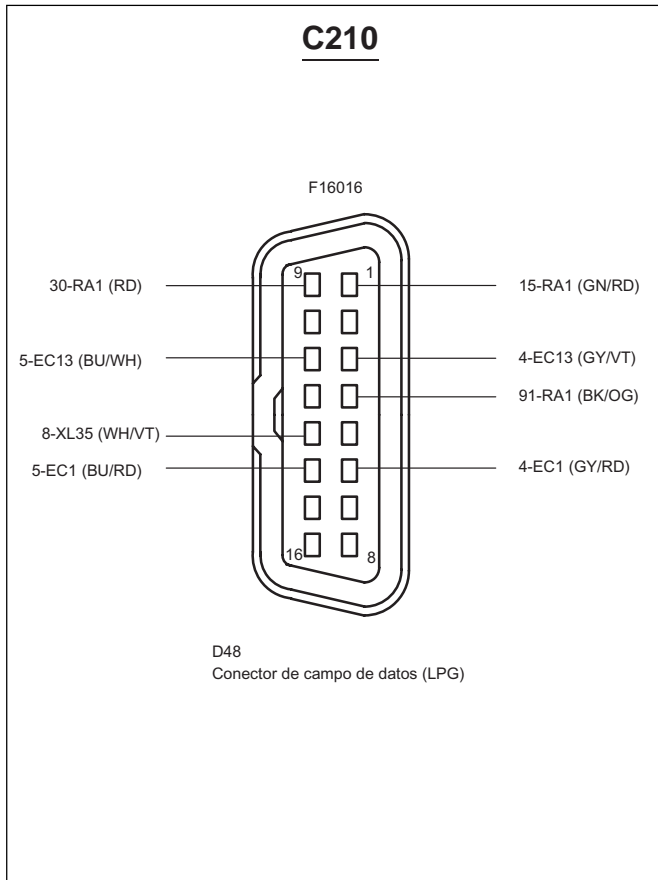 C210
F16016
9 1
30-RA1 (RD) 15-RA1 (GN/RD)
5-EC13 (BU/WH) 4-EC13 (GY/VT)
91-RA1 (BK/OG)
8-XL35 (WH/VT)
5-EC1 (BU/RD) 4-EC1 (GY/RD)
16 8
D48
Conector de campo de datos (LPG)